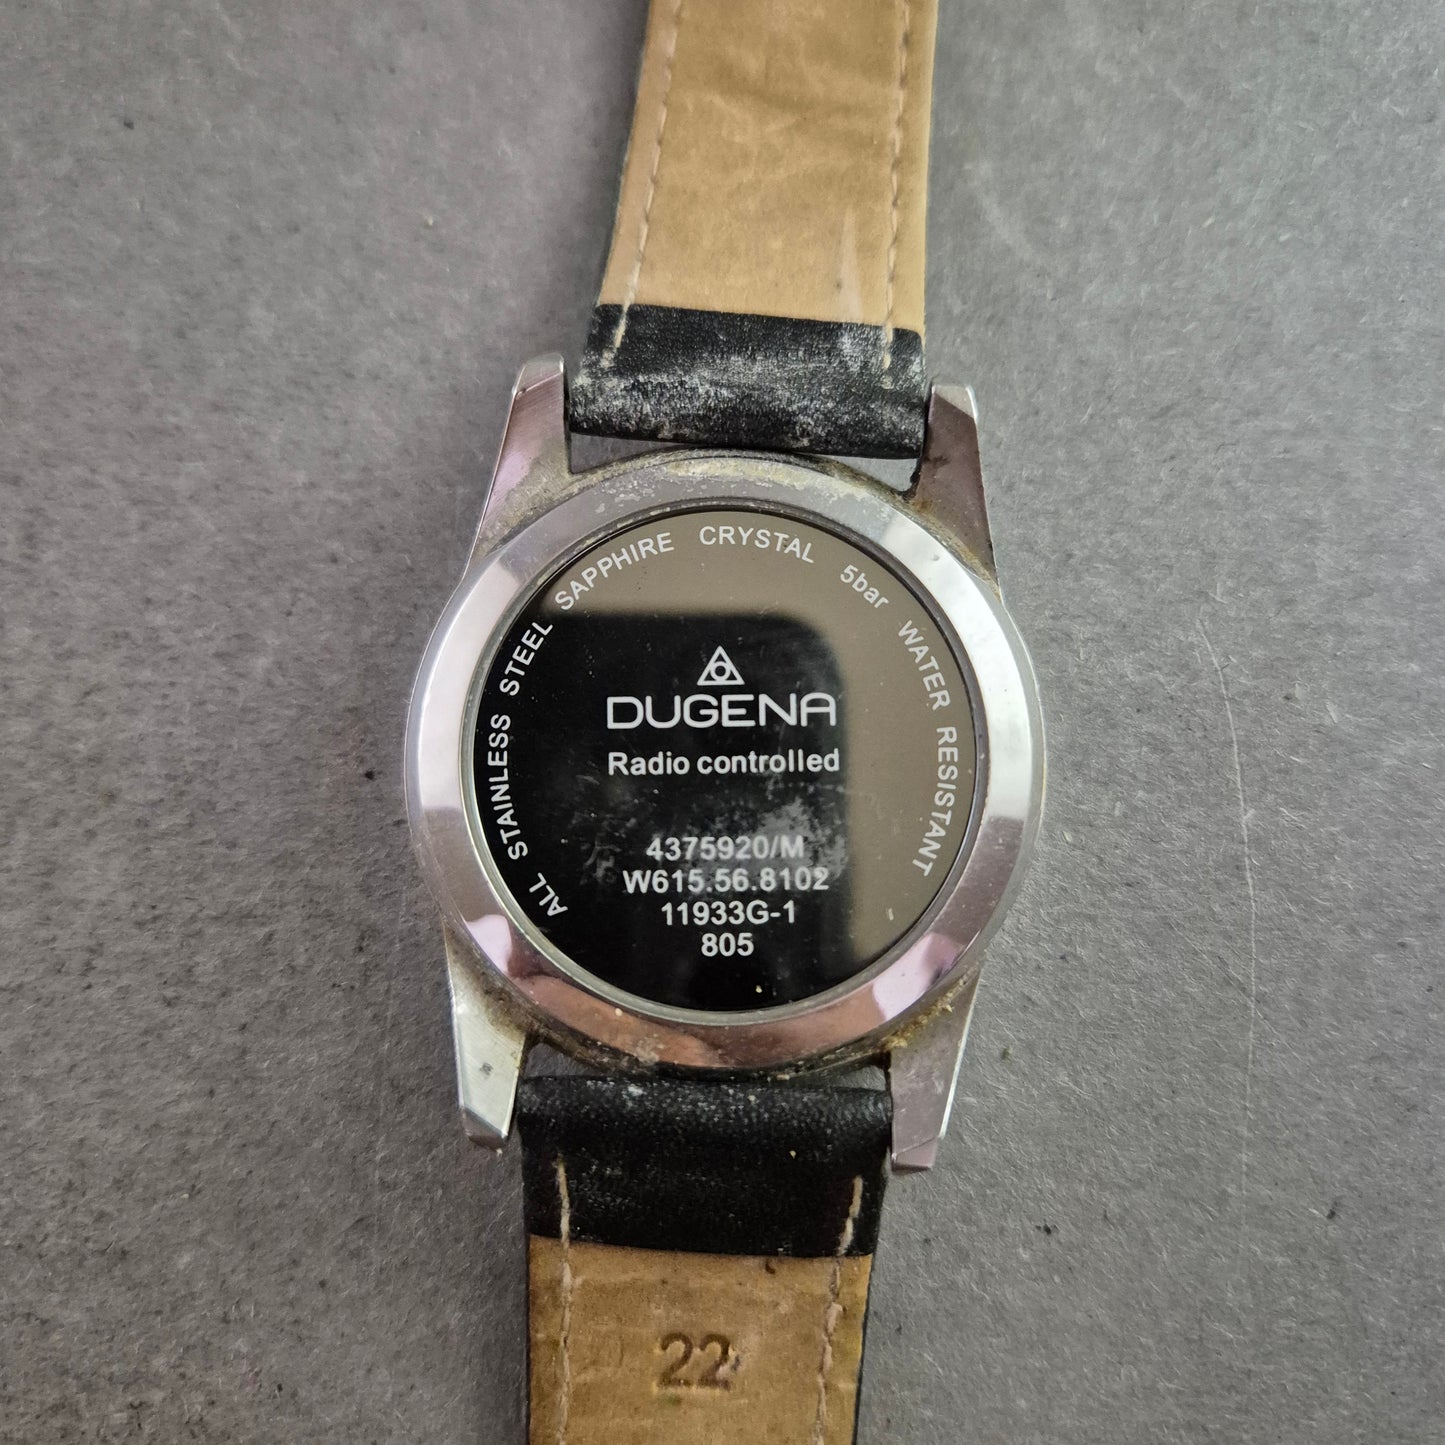 ALL STAINLESS STEEL SAPPHIRE CRYSTAL 5bar WATER RESISTANT
DUGENA
Radio controlled
4375920/M
W615.56.8102
11933G-1
805
22